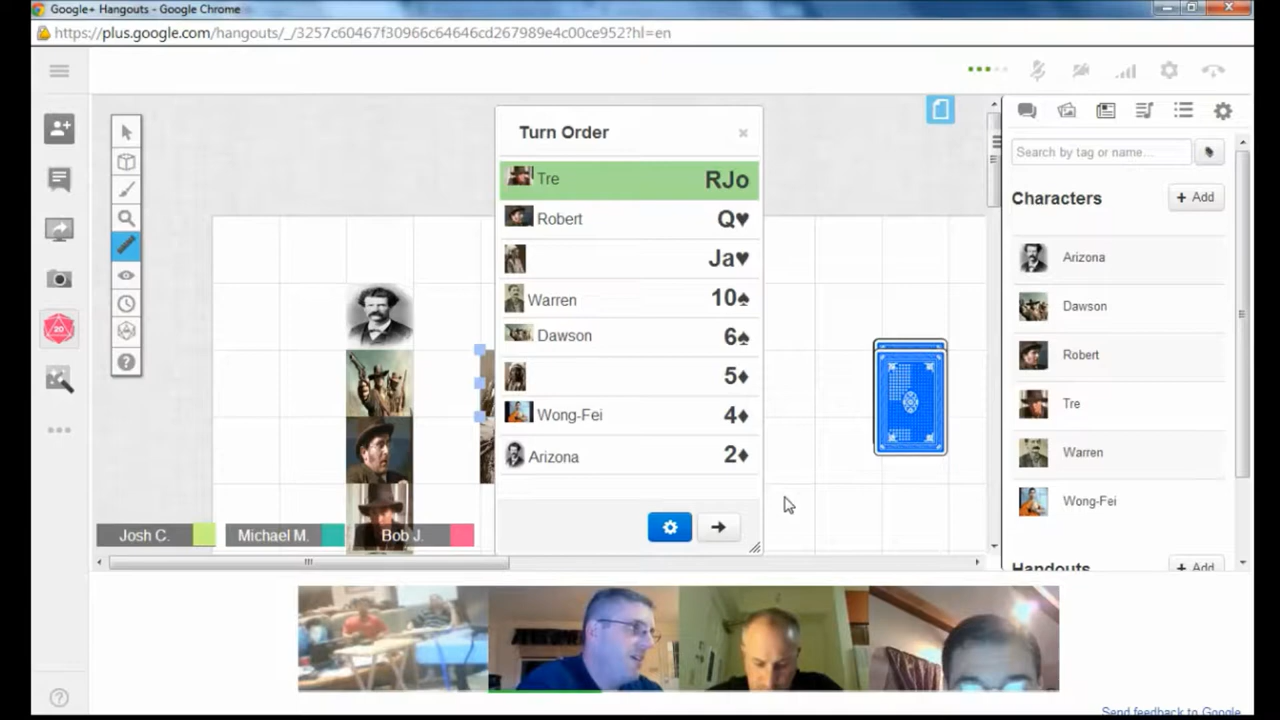 Google+ Hangouts - Google Chrome
https://plus.google.com/hangouts/_/3257c60467f30966c64646cd267989e4c00ce952?hl=en
Turn Order
×
Tre RJo
Robert Q♥
Ja♥
Warren 10♠
Dawson 6♠
5♦
Wong-Fei 4♦
Arizona 2♦
Search by tag or name...
Characters
+ Add
Arizona
Dawson
Robert
Tre
Warren
Wong-Fei
Handouts
+ Add
20
Josh C.
Michael M.
Bob J.
Send feedback to Google